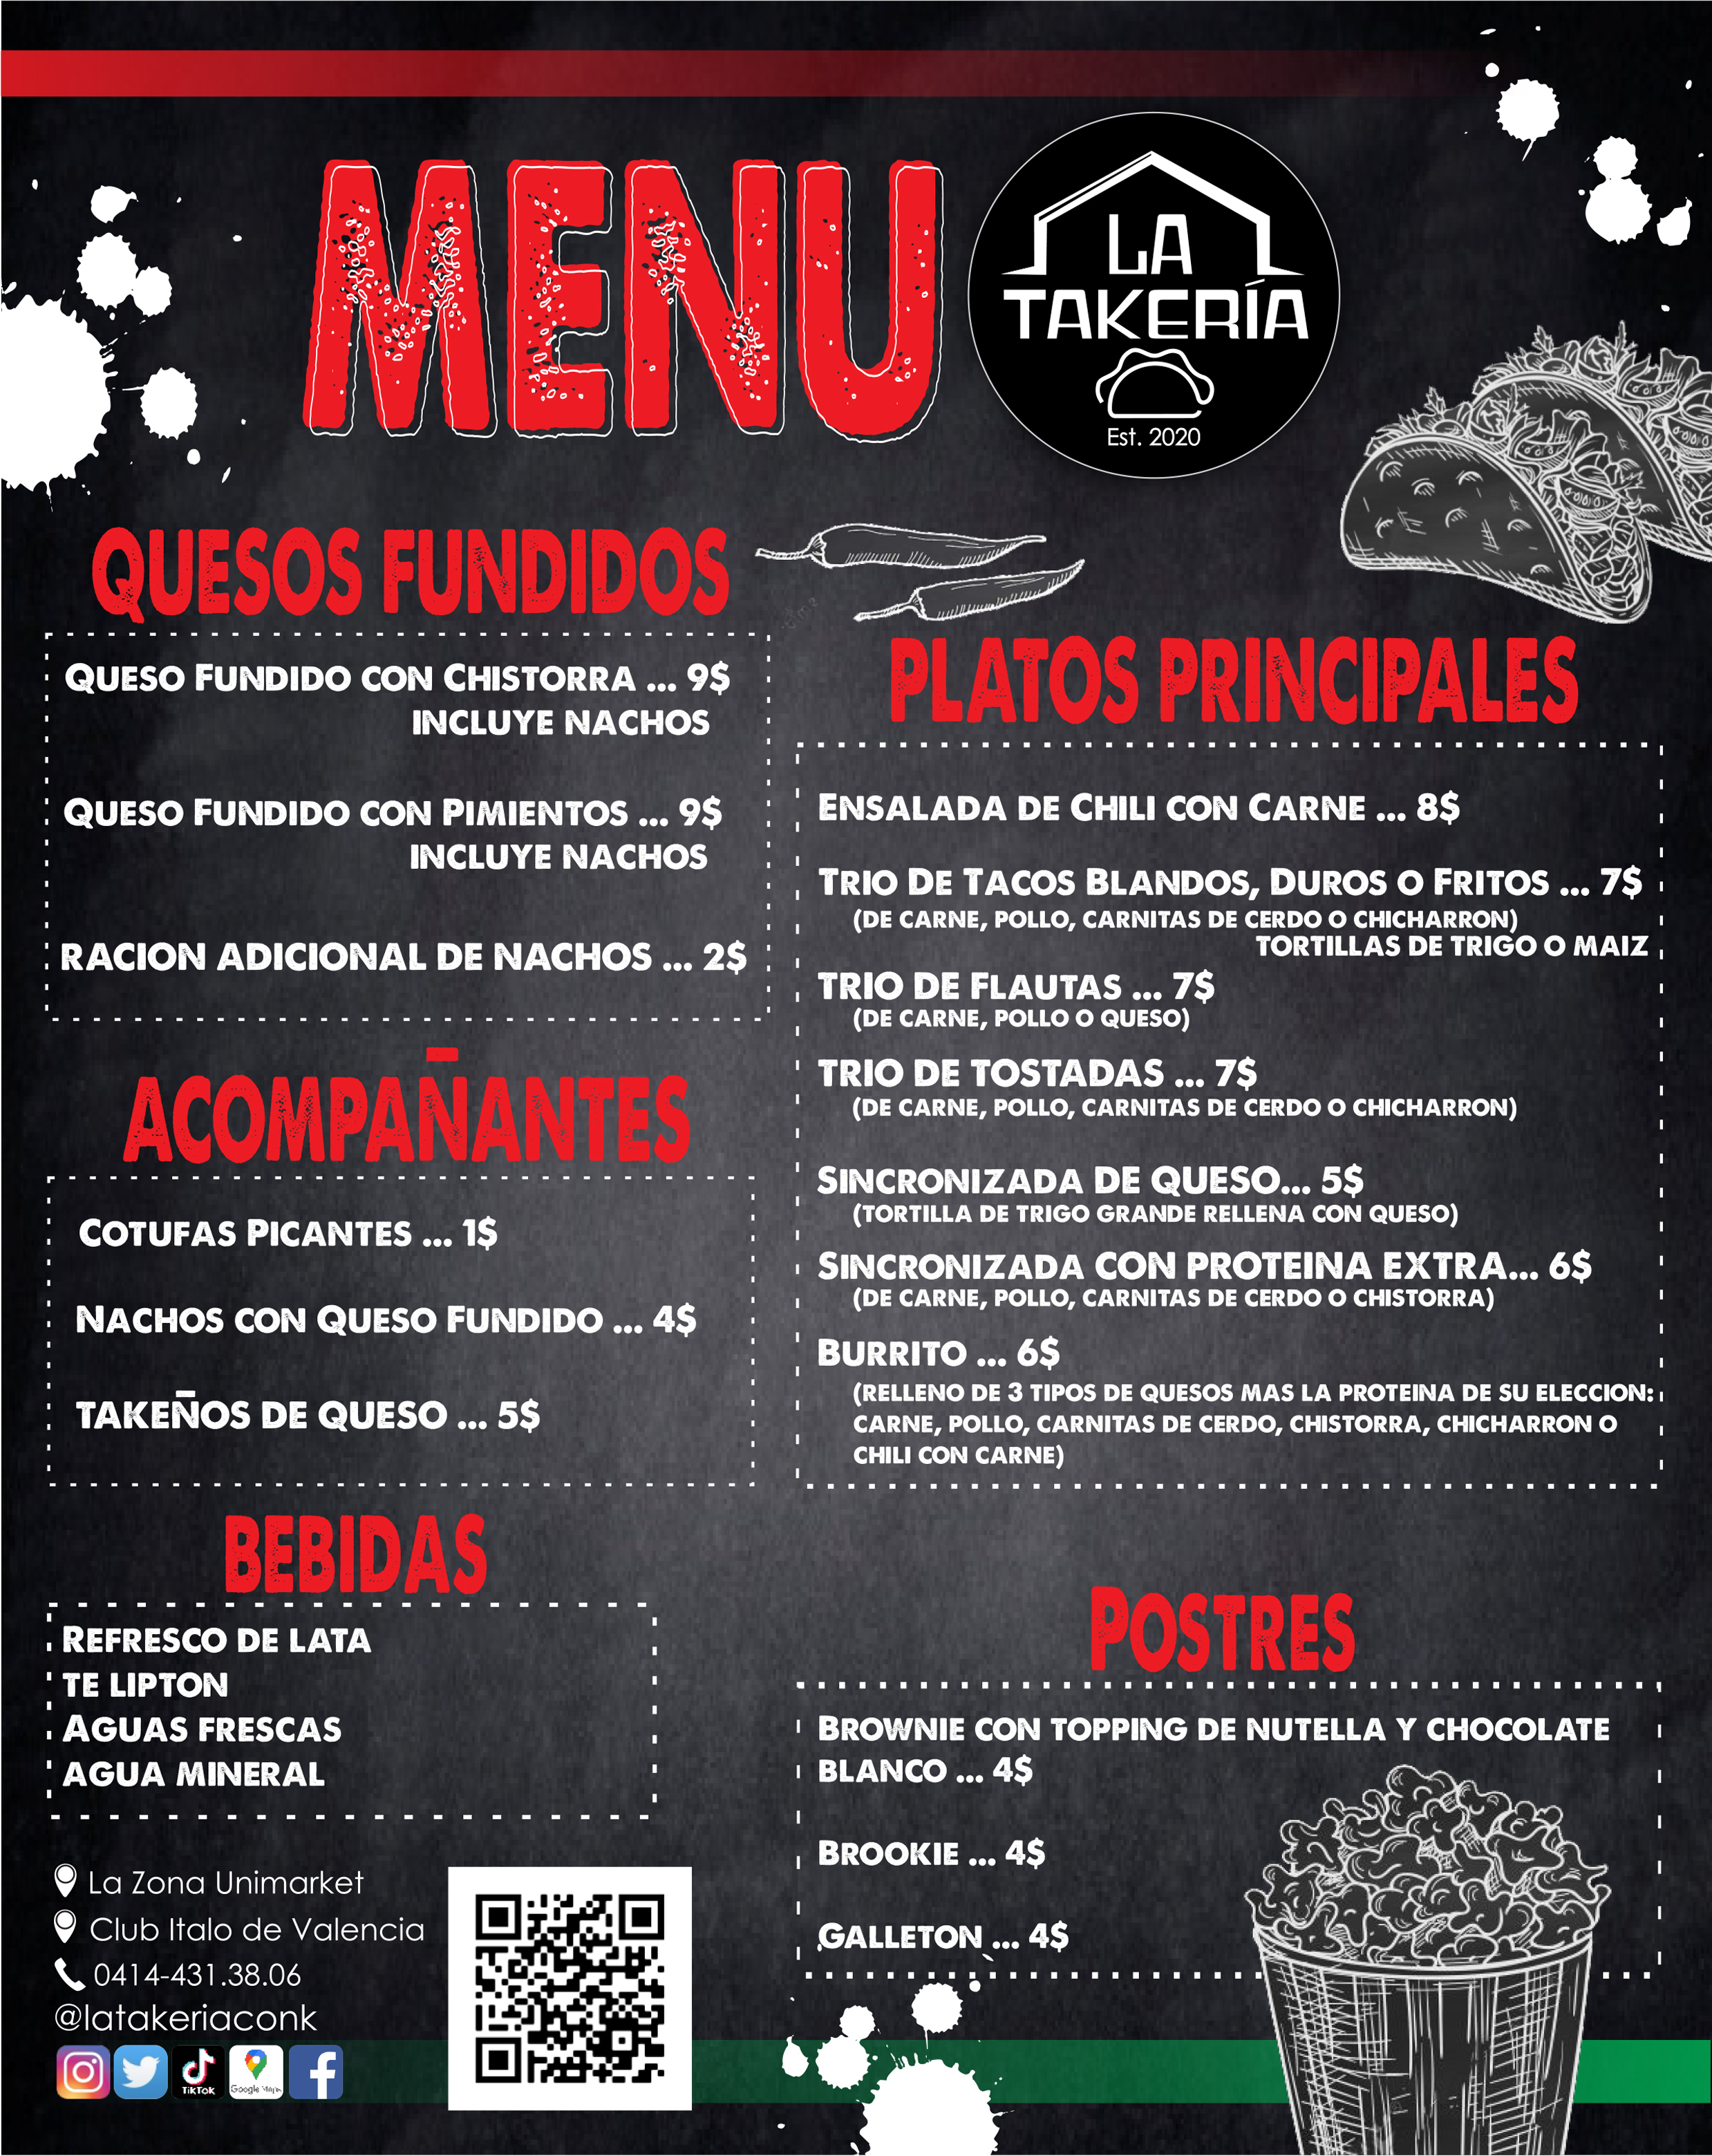 MENU
LA
TAKERÍA
Est. 2020
QUESOS FUNDIDOS
QUESO FUNDIDO CON CHISTORRA ... 9$
INCLUYE NACHOS
QUESO FUNDIDO CON PIMIENTOS ... 9$
INCLUYE NACHOS
RACION ADICIONAL DE NACHOS ... 2$
ACOMPAÑANTES
COTUFAS PICANTES ... 1$
NACHOS CON QUESO FUNDIDO ... 4$
TAKEÑOS DE QUESO ... 5$
BEBIDAS
REFRESCO DE LATA
TE LIPTON
AGUAS FRESCAS
AGUA MINERAL
La Zona Unimarket
Club Italo de Valencia
0414-431.38.06
@latakeriaconk
TikTok
Google Maps
PLATOS PRINCIPALES
ENSALADA DE CHILI CON CARNE ... 8$
TRIO DE TACOS BLANDOS, DUROS O FRITOS ... 7$
(DE CARNE, POLLO, CARNITAS DE CERDO O CHICHARRON)
TORTILLAS DE TRIGO O MAIZ
TRIO DE FLAUTAS ... 7$
(DE CARNE, POLLO O QUESO)
TRIO DE TOSTADAS ... 7$
(DE CARNE, POLLO, CARNITAS DE CERDO O CHICHARRON)
SINCRONIZADA DE QUESO... 5$
(TORTILLA DE TRIGO GRANDE RELLENA CON QUESO)
SINCRONIZADA CON PROTEINA EXTRA... 6$
(DE CARNE, POLLO, CARNITAS DE CERDO O CHISTORRA)
BURRITO ... 6$
(RELLENO DE 3 TIPOS DE QUESOS MAS LA PROTEINA DE SU ELECCION:
CARNE, POLLO, CARNITAS DE CERDO, CHISTORRA, CHICHARRON O
CHILI CON CARNE)
POSTRES
BROWNIE CON TOPPING DE NUTELLA Y CHOCOLATE
BLANCO ... 4$
BROOKIE ... 4$
GALLETON ... 4$